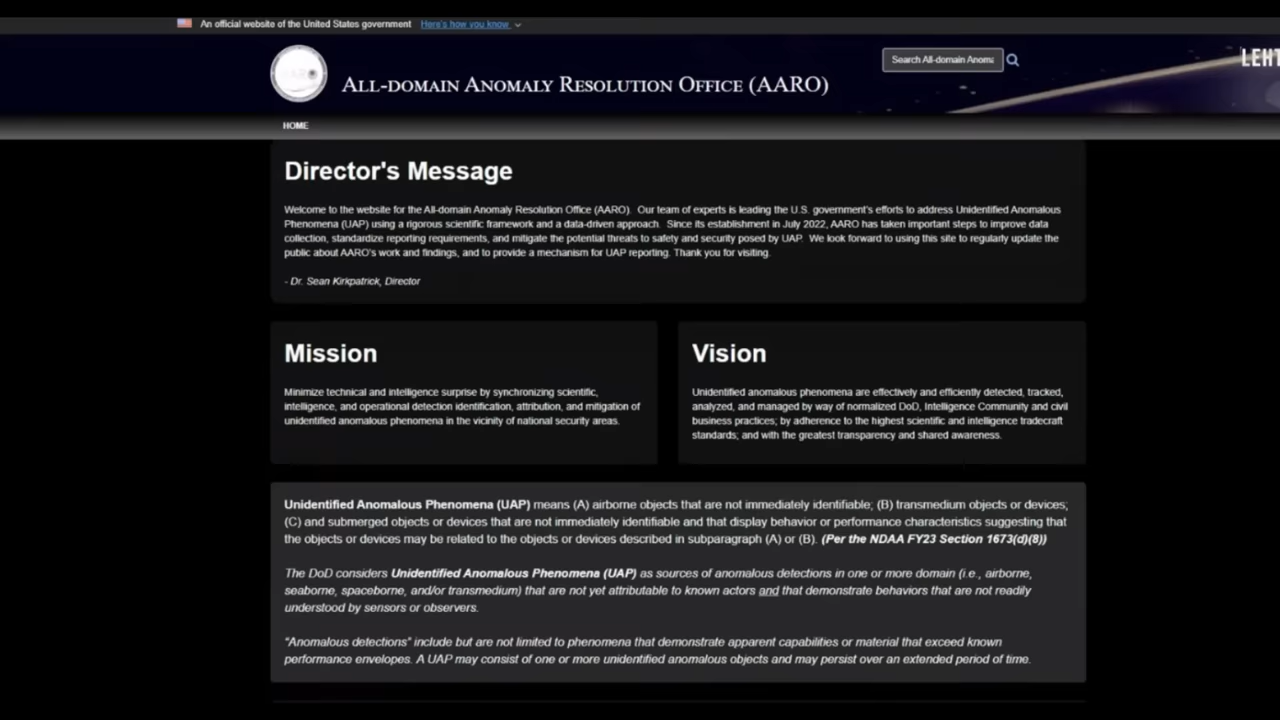 An official website of the United States government Here's how you know
LEHT
Search All-domain Anoma
ALL-DOMAIN ANOMALY RESOLUTION OFFICE (AARO)
HOME
Director's Message
Welcome to the website for the All-domain Anomaly Resolution Office (AARO). Our team of experts is leading the U.S. government's efforts to address Unidentified Anomalous
Phenomena (UAP) using a rigorous scientific framework and a data-driven approach. Since its establishment in July 2022, AARO has taken important steps to improve data
collection, standardize reporting requirements, and mitigate the potential threats to safety and security posed by UAP. We look forward to using this site to regularly update the
public about AARO's work and findings, and to provide a mechanism for UAP reporting. Thank you for visiting.
- Dr. Sean Kirkpatrick, Director
Mission
Minimize technical and intelligence surprise by synchronizing scientific,
intelligence, and operational detection identification, attribution, and mitigation of
unidentified anomalous phenomena in the vicinity of national security areas.
Vision
Unidentified anomalous phenomena are effectively and efficiently detected, tracked,
analyzed, and managed by way of normalized DoD, Intelligence Community and civil
business practices; by adherence to the highest scientific and intelligence tradecraft
standards; and with the greatest transparency and shared awareness.
Unidentified Anomalous Phenomena (UAP) means (A) airborne objects that are not immediately identifiable; (B) transmedium objects or devices;
(C) and submerged objects or devices that are not immediately identifiable and that display behavior or performance characteristics suggesting that
the objects or devices may be related to the objects or devices described in subparagraph (A) or (B). (Per the NDAA FY23 Section 1673(d)(8))
The DoD considers Unidentified Anomalous Phenomena (UAP) as sources of anomalous detections in one or more domain (i.e., airborne,
seaborne, spaceborne, and/or transmedium) that are not yet attributable to known actors and that demonstrate behaviors that are not readily
understood by sensors or observers.
“Anomalous detections” include but are not limited to phenomena that demonstrate apparent capabilities or material that exceed known
performance envelopes. A UAP may consist of one or more unidentified anomalous objects and may persist over an extended period of time.